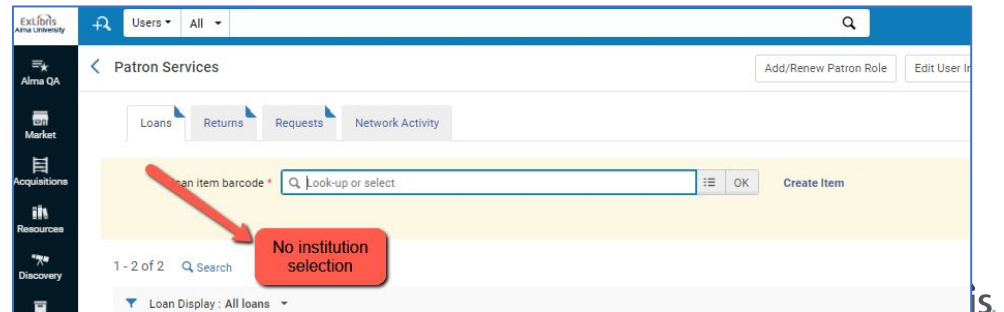 ExLibris
Alma University
Users
All
Alma QA
Patron Services
Add/Renew Patron Role
Edit User In
Market
Loans
Returns
Requests
Network Activity
Acquisitions
an item barcode *
Look-up or select
OK
Create Item
Resources
No institution
selection
1 - 2 of 2
Search
Discovery
Loan Display : All loans
is.